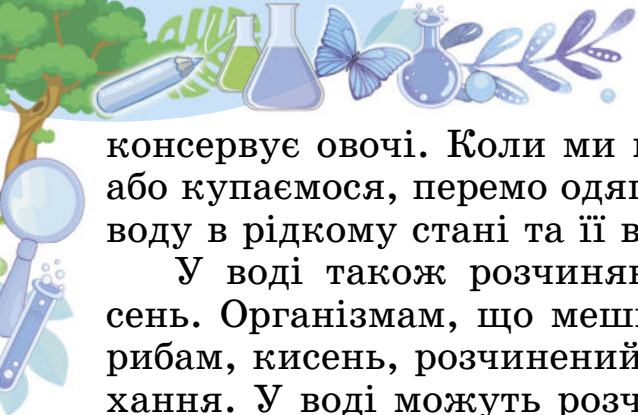 консервує овочі. Коли ми
або купаємося, перемо
воду в рідкому стані та її
У воді також
сень. Організмам, що
рибам, кисень, розчинений
хання. У воді можуть